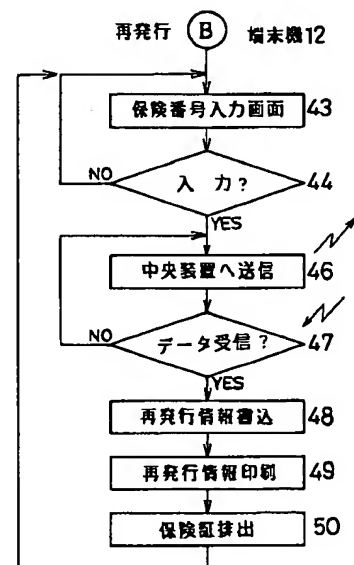 再発行 B 端末機12
保険番号入力画面 43
入力? 44
NO
YES
中央装置へ送信 46
データ受信? 47
NO
YES
再発行情報書込 48
再発行情報印刷 49
保険証排出 50